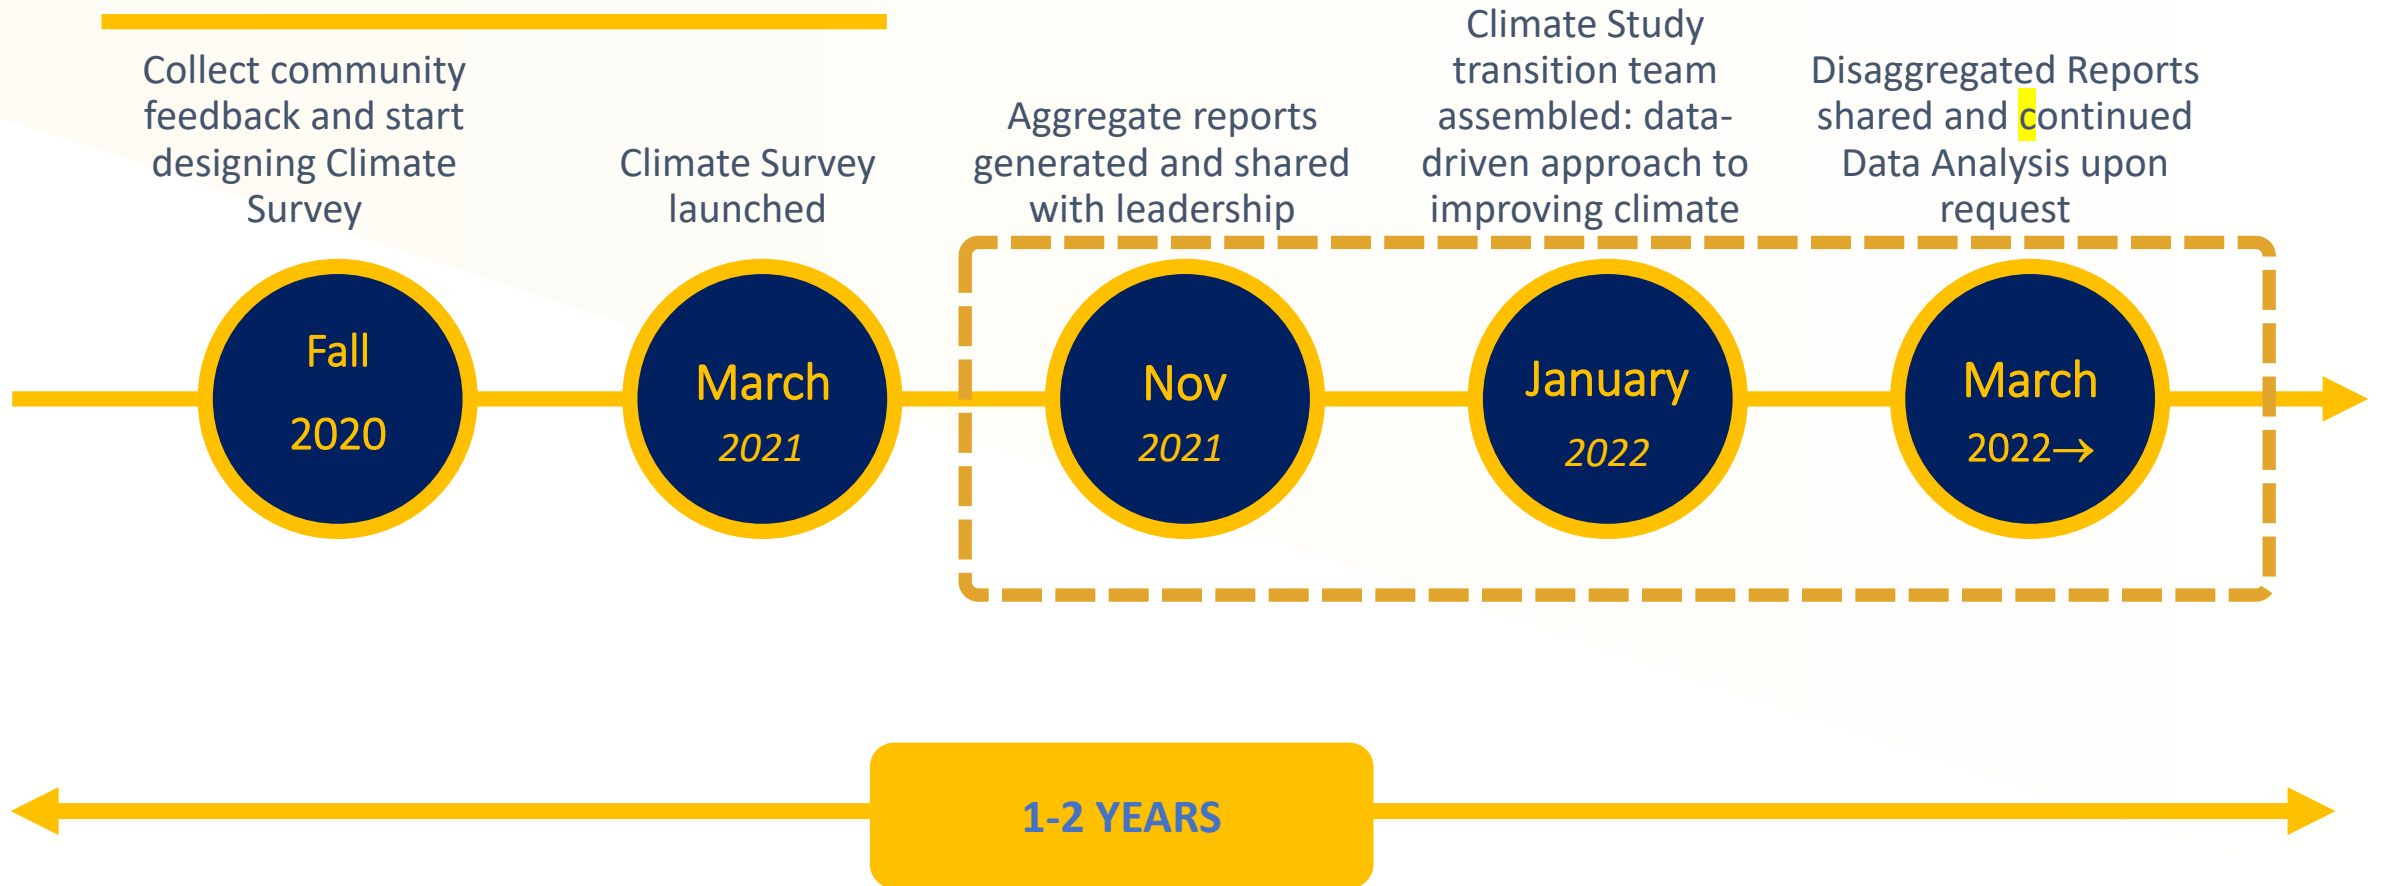 Collect community
feedback and start
designing Climate
Survey
Climate Survey
launched
Aggregate reports
generated and shared
with leadership
Climate Study
transition team
assembled: data-
driven approach to
improving climate
Disaggregated Reports
shared and continued
Data Analysis upon
request
Fall
2020
March
2021
Nov
2021
January
2022
March
2022→
1-2 YEARS